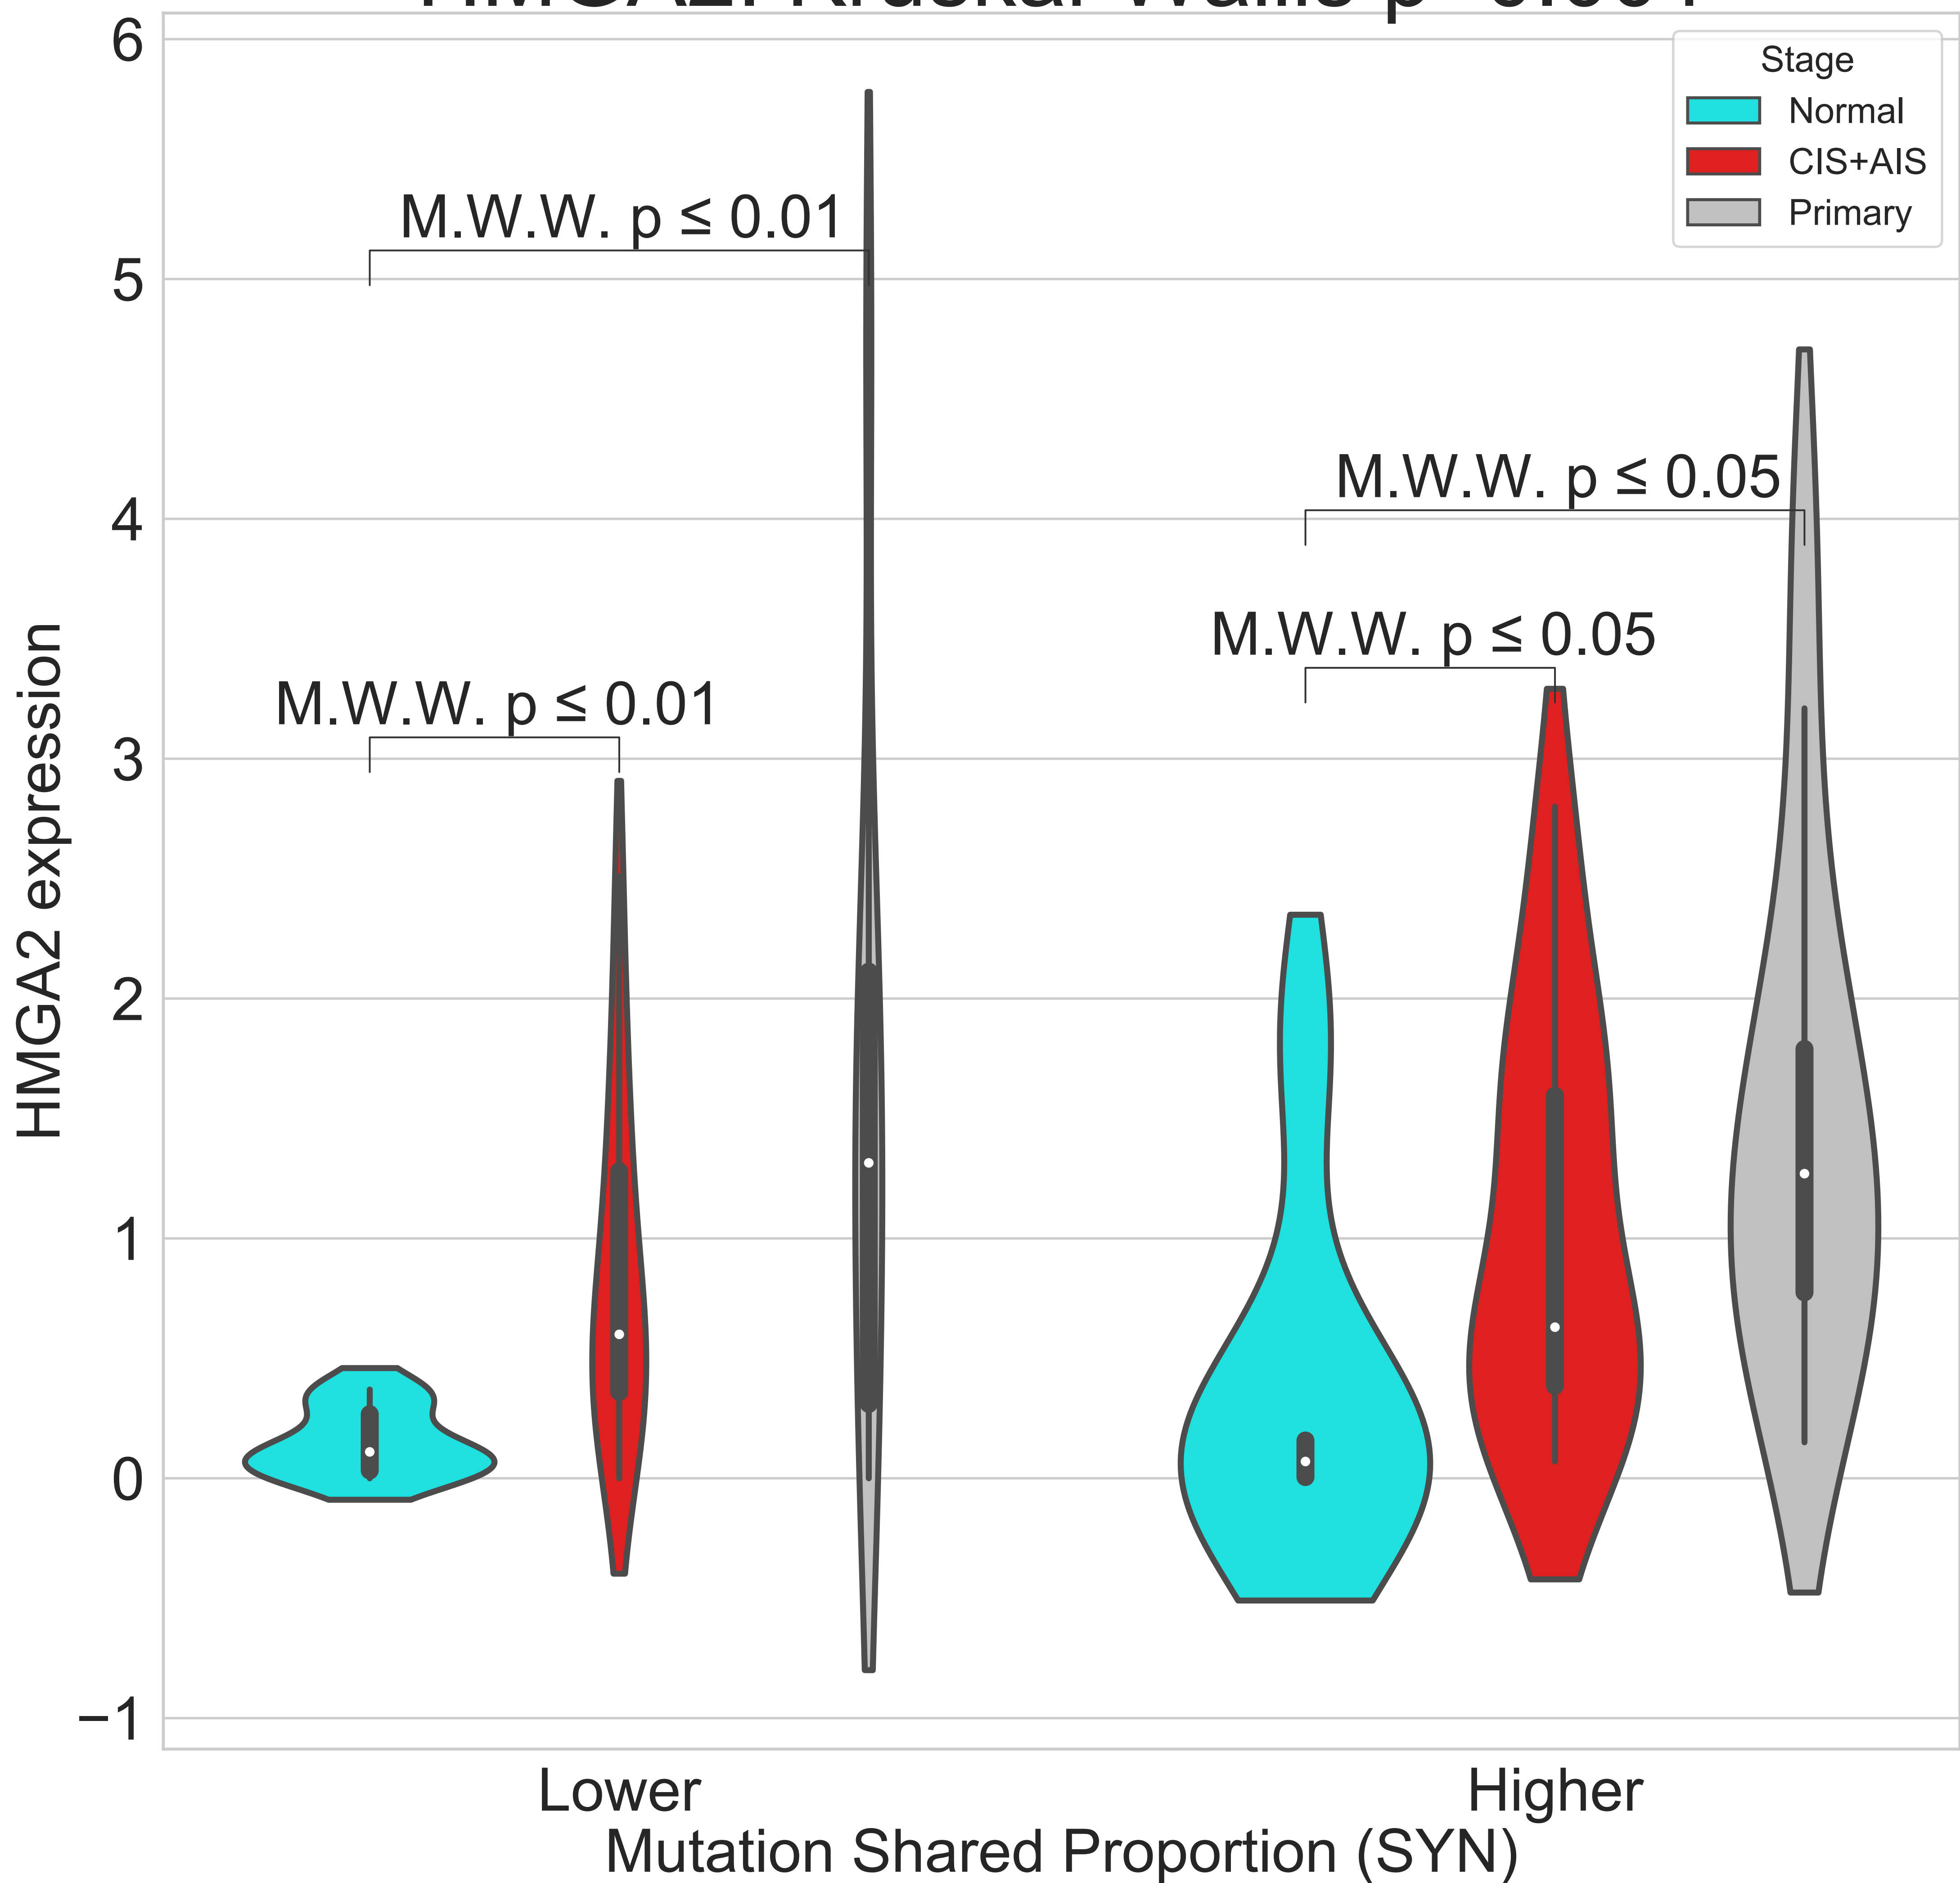 6
5
4
3
2
1
0
−1
HMGA2 expression
Stage
Normal
CIS+AIS
Primary
M.W.W. p ≤ 0.01
M.W.W. p ≤ 0.05
M.W.W. p ≤ 0.05
M.W.W. p ≤ 0.01
Lower
Higher
Mutation Shared Proportion (SYN)